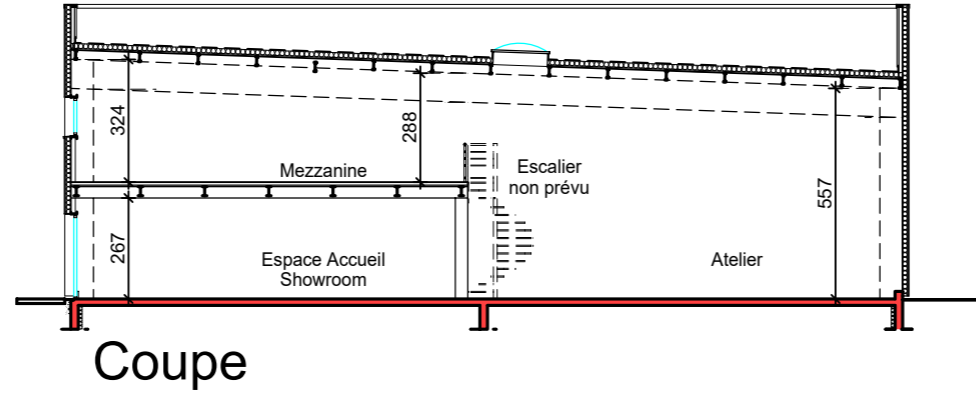 324
288
Mezzanine
Escalier
non prévu
557
267
Espace Accueil
Showroom
Atelier
Coupe